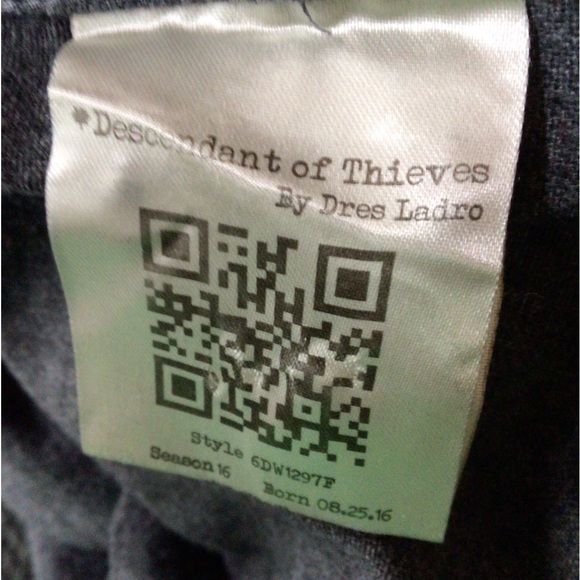 *Descendant of Thieves
By Dres Ladro
Style 6DW1297F
Season 16
Born 08.25.16